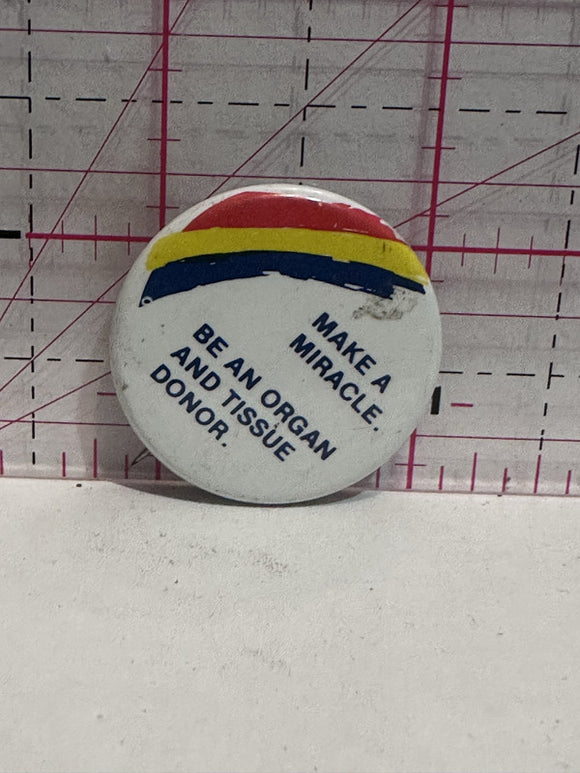 MAKE A
MIRACLE.
BE AN ORGAN
AND TISSUE
DONOR.